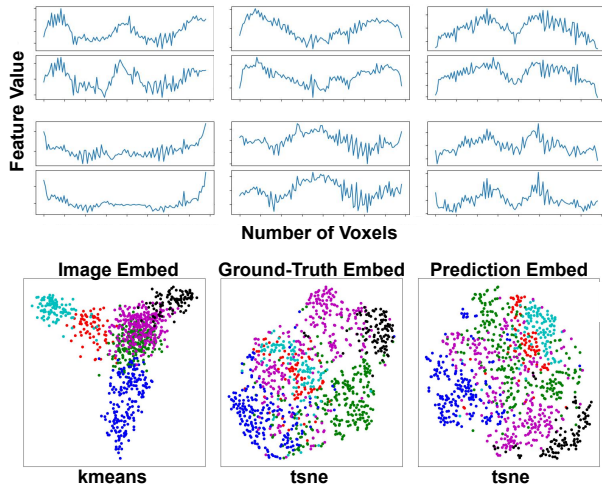 Feature Value
Number of Voxels
Image Embed
Ground-Truth Embed
Prediction Embed
kmeans
tsne
tsne